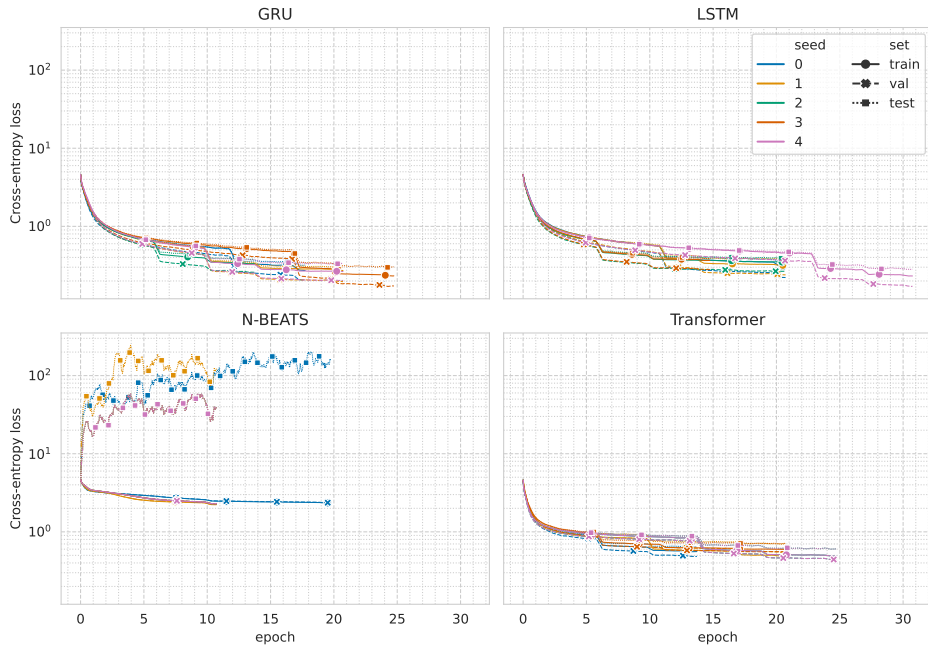 GRU
LSTM
Cross-entropy loss
10²
10¹
10⁰
seed
0
1
2
3
4
set
train
val
test
N-BEATS
Transformer
Cross-entropy loss
10²
10¹
10⁰
0 5 10 15 20 25 30
epoch
0 5 10 15 20 25 30
epoch